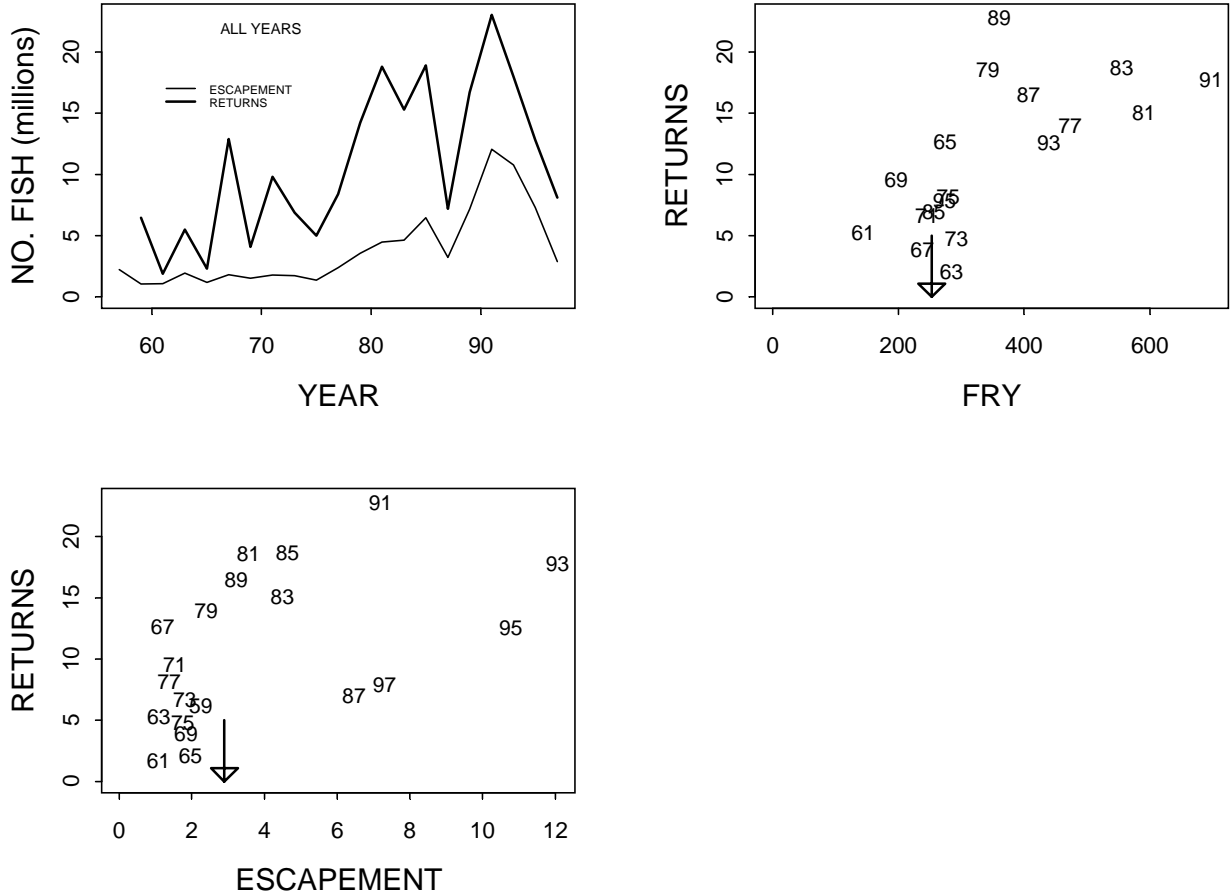 ALL YEARS
ESCAPEMENT
RETURNS
NO. FISH (millions)
0 5 10 15 20
60 70 80 90
YEAR
RETURNS
0 5 10 15 20
89
79
83
91
87
81
77
93
65
69
75
95
85
71
61
73
67
63
0 200 400 600
FRY
RETURNS
0 5 10 15 20
91
81
85
93
89
83
79
67
95
71
77
97
87
73
59
63
75
69
65
61
0 2 4 6 8 10 12
ESCAPEMENT